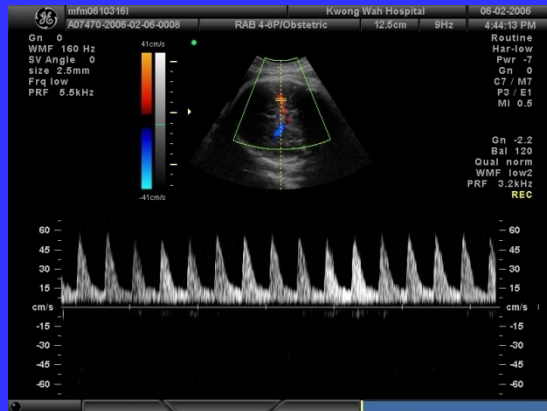 mfm0610316l
Kwong Wah Hospital
06-02-2006
A07470-2006-02-06-0008
RAB 4-8P/Obstetric
12.5cm
9Hz
4:44:13 PM
Gn 0
WMF 160 Hz
SV Angle 0
size 2.5mm
Frq low
PRF 5.5kHz
41cm/s
-41cm/s
Routine
Har-low
Pwr -7
Gn 0
C7 / M7
P3 / E1
MI 0.5
Gn -2.2
Bal 120
Qual norm
WMF low2
PRF 3.2kHz
REC
60
45
30
15
cm/s
-15
-30
-45
-60
60
45
30
15
cm/s
-15
-30
-45
-60